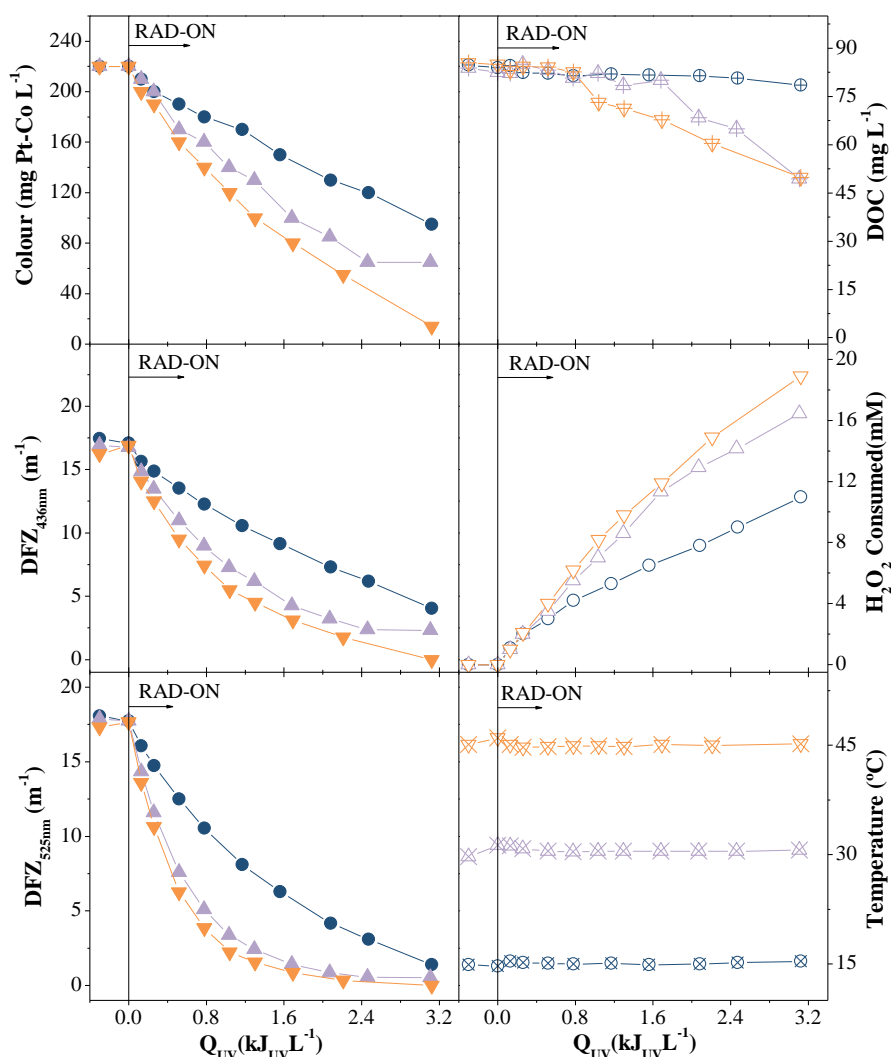 RAD-ON
RAD-ON
240
200
160
120
80
40
0
Colour (mg Pt-Co L⁻¹)
90
75
60
45
30
15
0
DOC (mg L⁻¹)
RAD-ON
RAD-ON
20
15
10
5
0
DFZ₄₃₆ₙₘ (m⁻¹)
20
16
12
8
4
0
H₂O₂ Consumed(mM)
RAD-ON
RAD-ON
20
15
10
5
0
DFZ₅₂₅ₙₘ (m⁻¹)
45
30
15
Temperature (ºC)
0.0 0.8 1.6 2.4 3.2
0.0 0.8 1.6 2.4 3.2
Q_UV(kJ_UVL⁻¹)
Q_UV(kJ_UVL⁻¹)